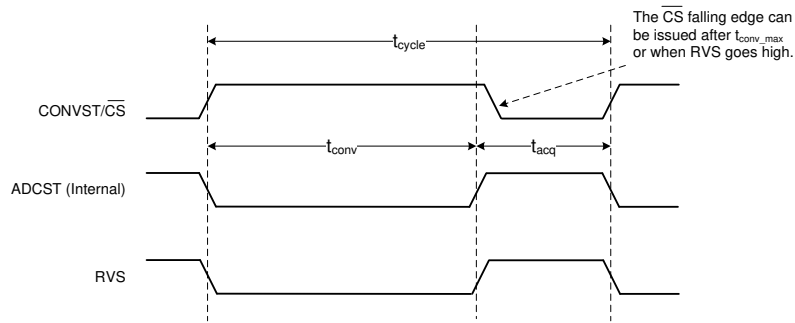 The CS falling edge can
be issued after tconv_max
or when RVS goes high.
tcycle
CONVST/CS
tconv
tacq
ADCST (Internal)
RVS